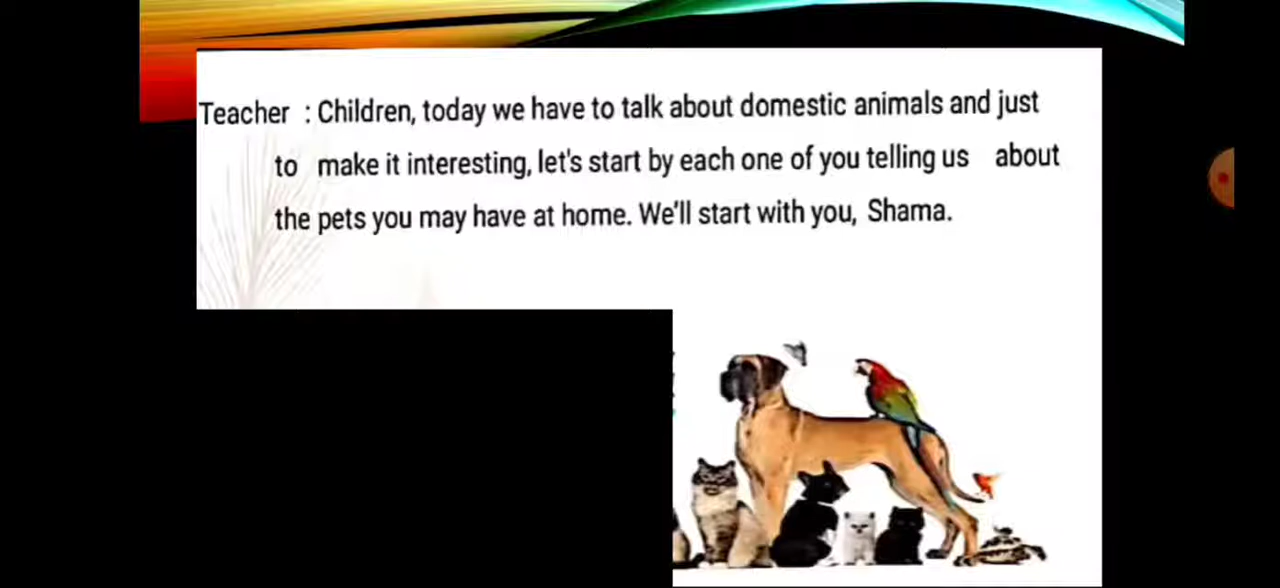 Teacher : Children, today we have to talk about domestic animals and just
to make it interesting, let's start by each one of you telling us about
the pets you may have at home. We'll start with you, Shama.